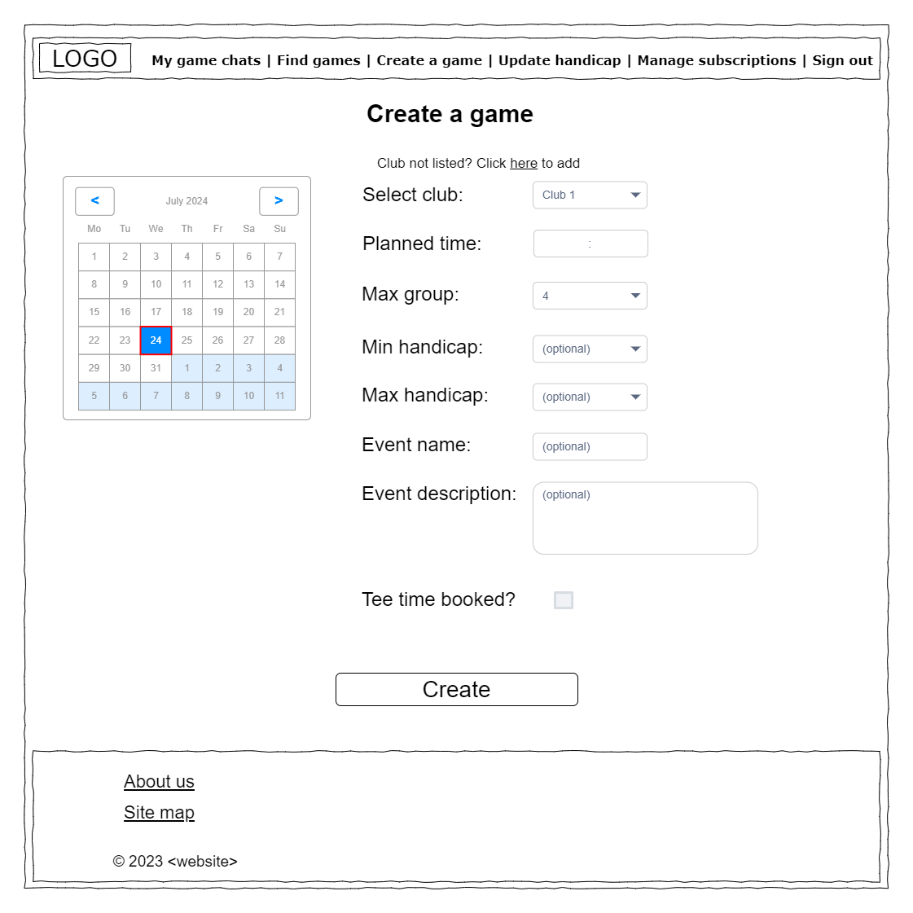 LOGO
My game chats | Find games | Create a game | Update handicap | Manage subscriptions | Sign out
Create a game
Club not listed? Click here to add
< July 2024 >
Mo Tu We Th Fr Sa Su
1 2 3 4 5 6 7
8 9 10 11 12 13 14
15 16 17 18 19 20 21
22 23 24 25 26 27 28
29 30 31 1 2 3 4
5 6 7 8 9 10 11
Select club: Club 1
Planned time: :
Max group: 4
Min handicap: (optional)
Max handicap: (optional)
Event name: (optional)
Event description: (optional)
Tee time booked?
Create
About us
Site map
© 2023 <website>